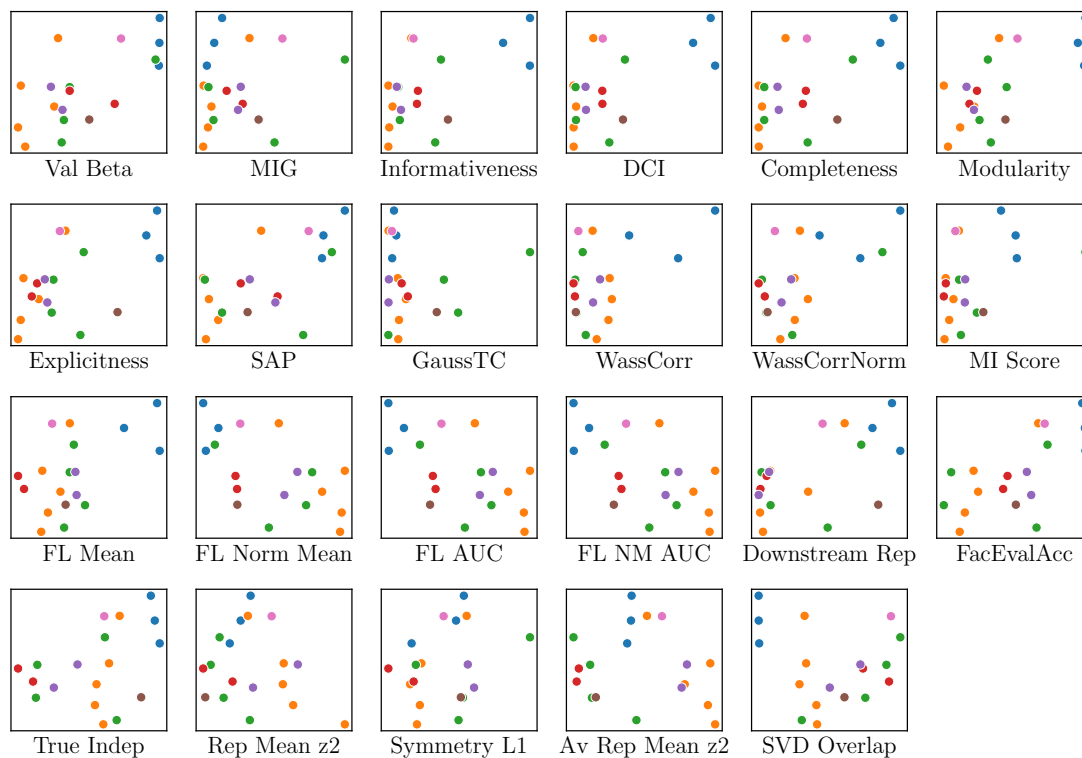 Val Beta
MIG
Informativeness
DCI
Completeness
Modularity
Explicitness
SAP
GaussTC
WassCorr
WassCorrNorm
MI Score
FL Mean
FL Norm Mean
FL AUC
FL NM AUC
Downstream Rep
FacEvalAcc
True Indep
Rep Mean z2
Symmetry L1
Av Rep Mean z2
SVD Overlap